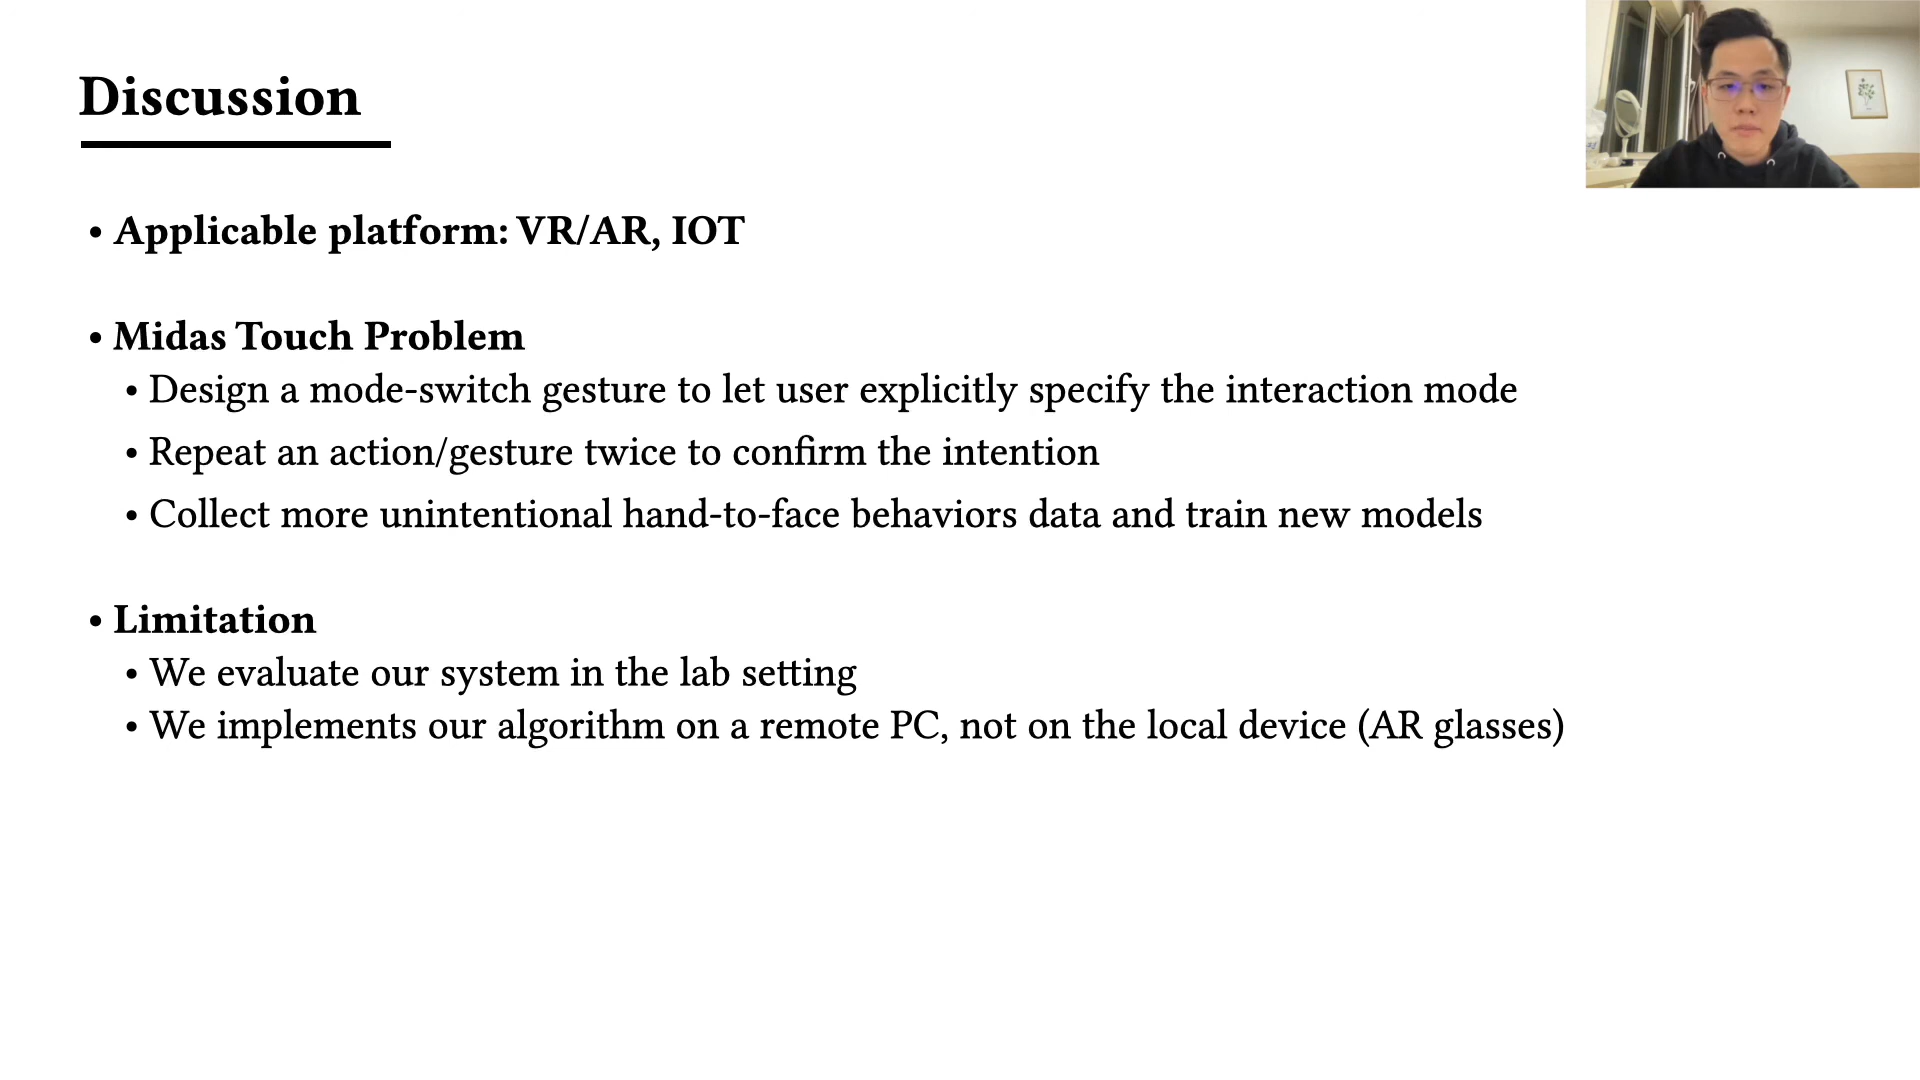 Discussion
• Applicable platform: VR/AR, IOT
• Midas Touch Problem
• Design a mode-switch gesture to let user explicitly specify the interaction mode
• Repeat an action/gesture twice to confirm the intention
• Collect more unintentional hand-to-face behaviors data and train new models
• Limitation
• We evaluate our system in the lab setting
• We implements our algorithm on a remote PC, not on the local device (AR glasses)